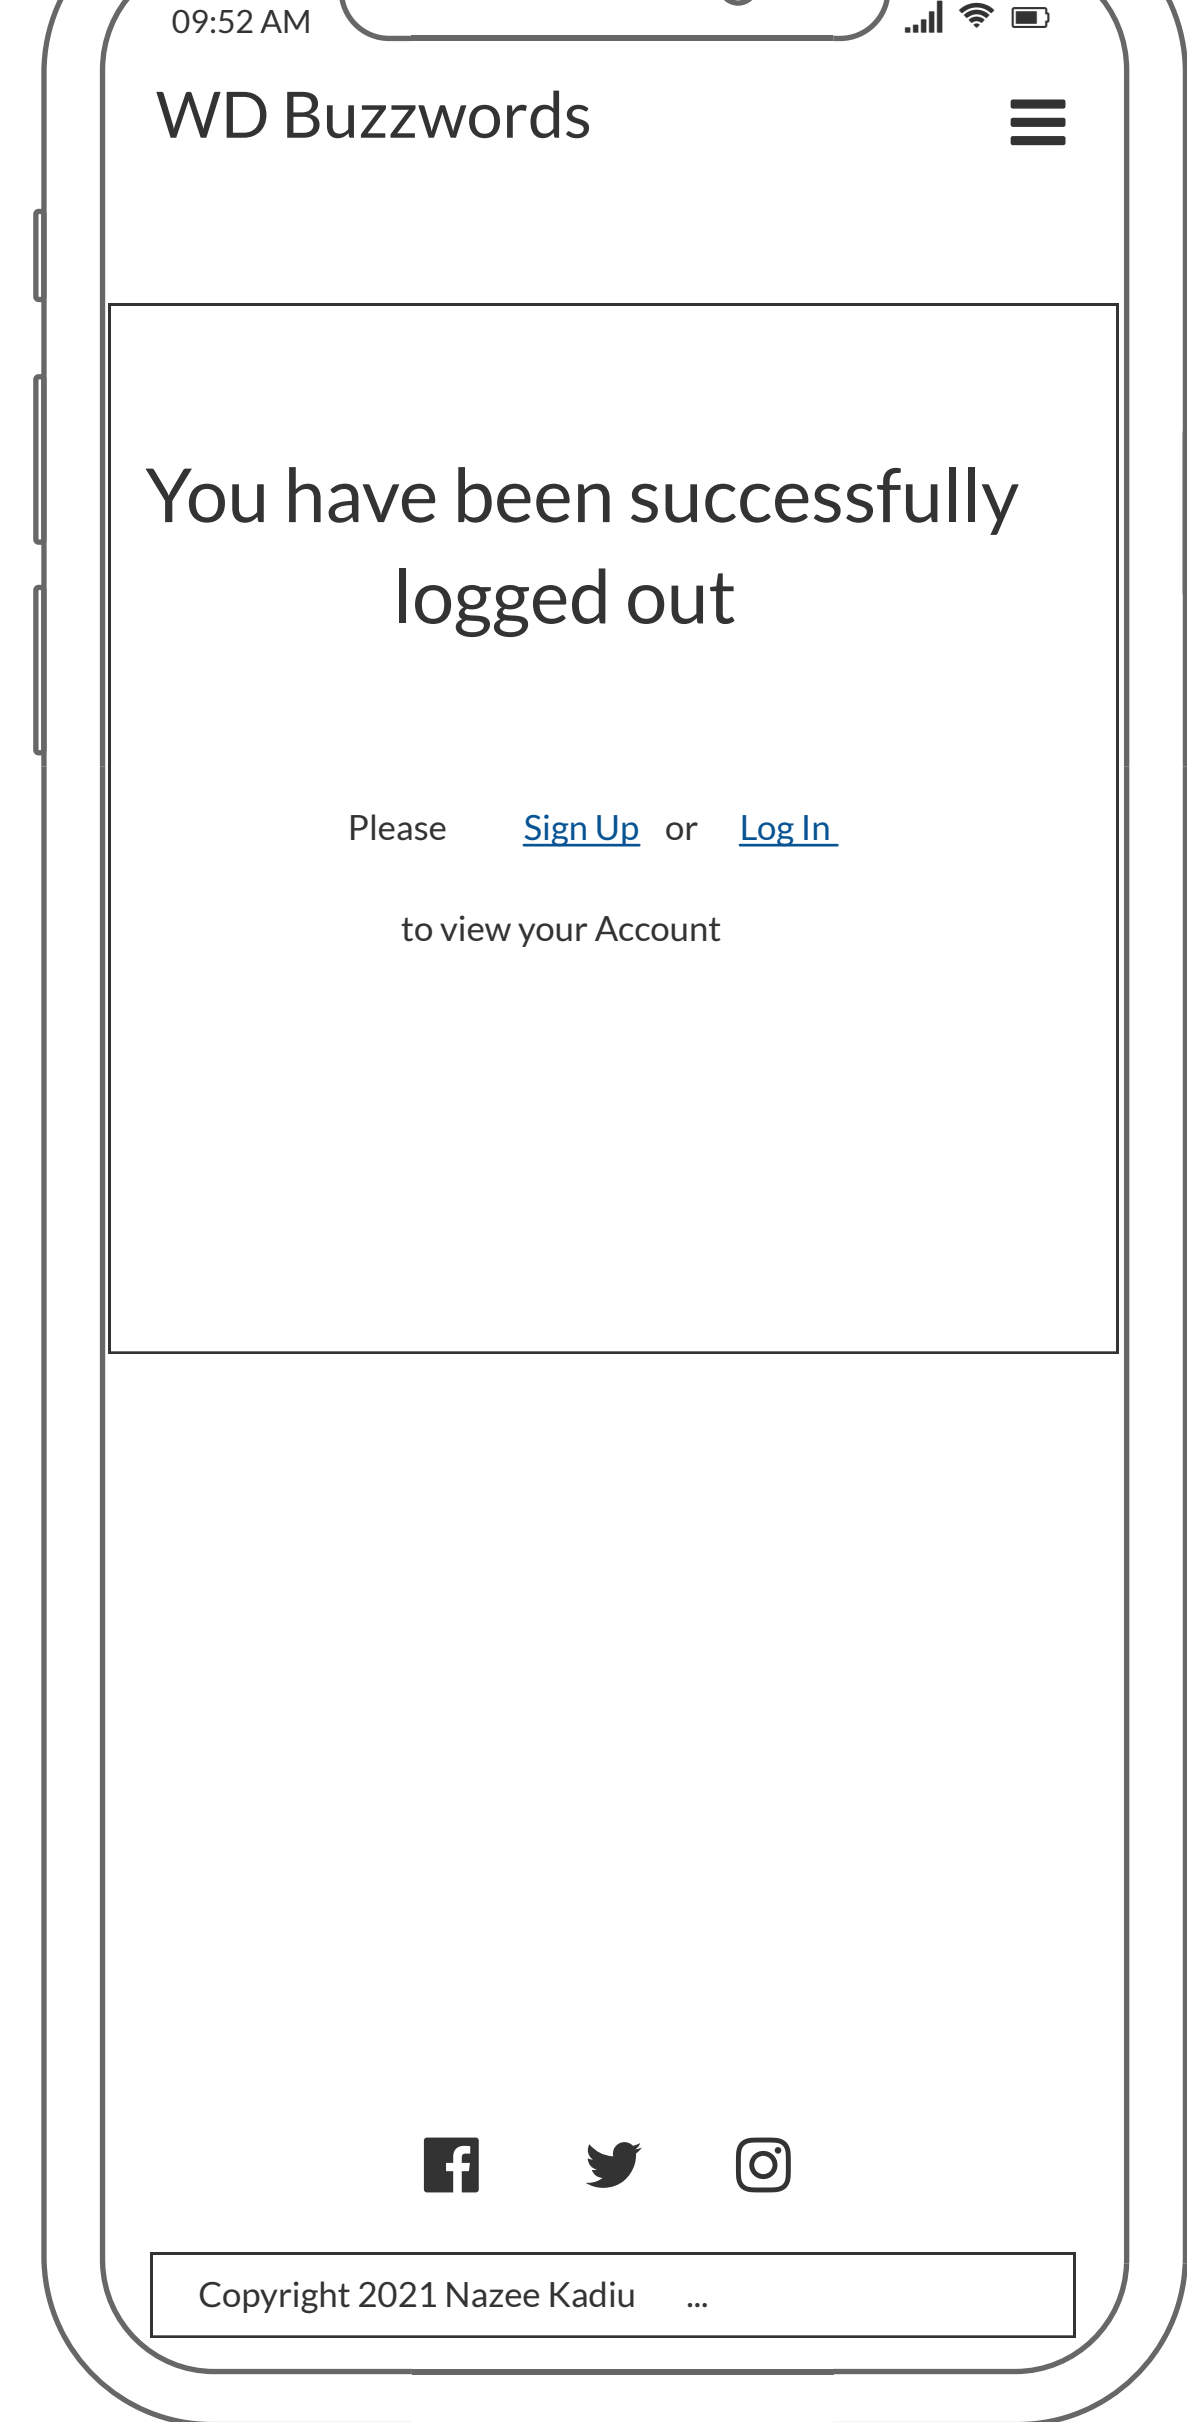 09:52 AM
WD Buzzwords
You have been successfully
logged out
Please Sign Up or Log In
to view your Account
Copyright 2021 Nazee Kadiu ...